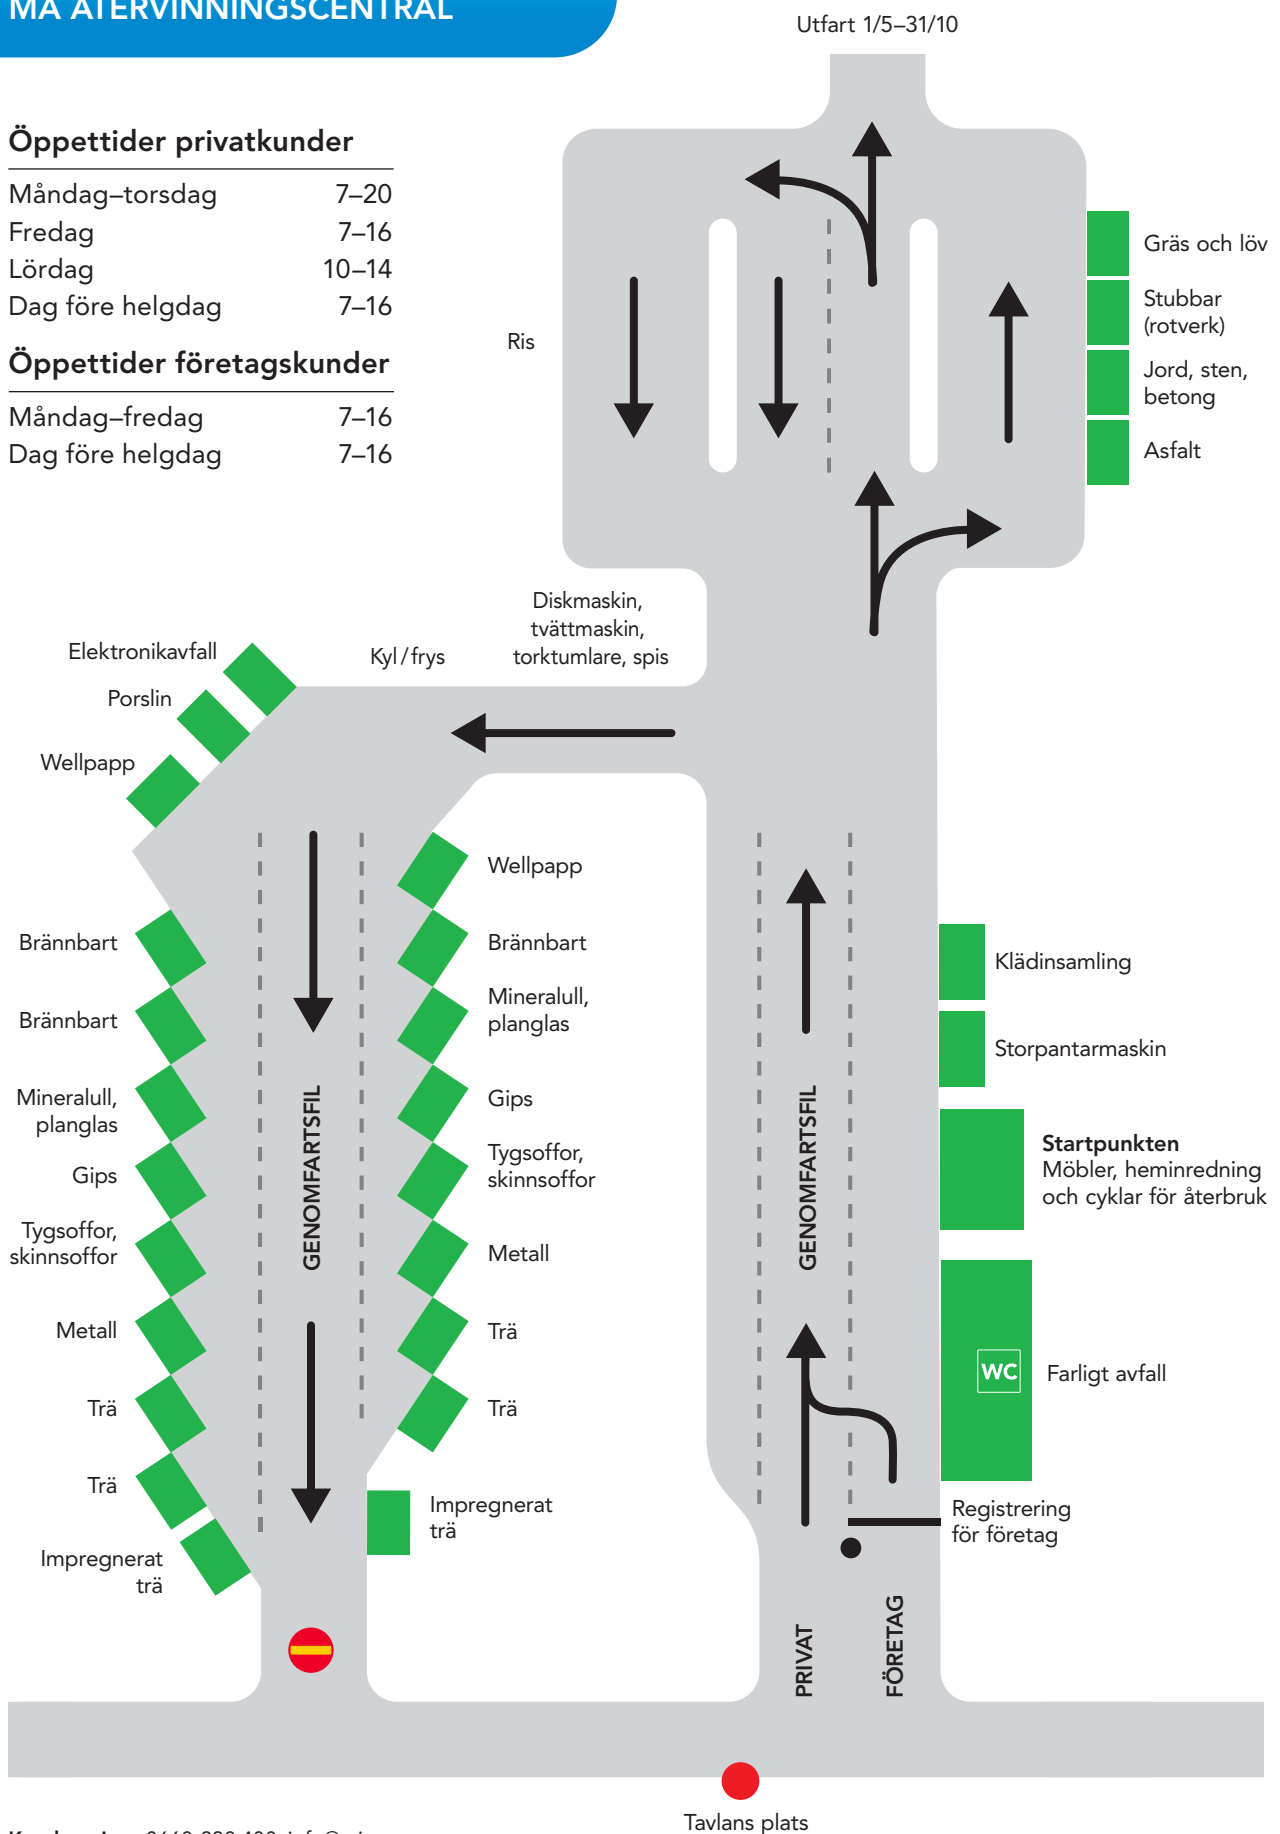 MÅ ÅTERVINNINGSCENTRAL
Utfart 1/5–31/10
Öppettider privatkunder
Måndag–torsdag 7–20
Fredag 7–16
Lördag 10–14
Dag före helgdag 7–16
Öppettider företagskunder
Måndag–fredag 7–16
Dag före helgdag 7–16
Ris
Gräs och löv
Stubbar
(rotverk)
Jord, sten,
betong
Asfalt
Diskmaskin,
tvättmaskin,
torktumlare, spis
Kyl/frys
Elektronikavfall
Porslin
Wellpapp
Brännbart
Brännbart
Mineralull,
planglas
Gips
Tygsoffor,
skinnsoffor
Metall
Trä
Trä
Impregnerat
trä
GENOMFARTSFIL
Wellpapp
Brännbart
Mineralull,
planglas
Gips
Tygsoffor,
skinnsoffor
Metall
Trä
Trä
Impregnerat
trä
GENOMFARTSFIL
Klädinsamling
Storpantarmaskin
Startpunkten
Möbler, heminredning
och cyklar för återbruk
WC
Farligt avfall
Registrering
för företag
PRIVAT
FÖRETAG
Tavlans plats